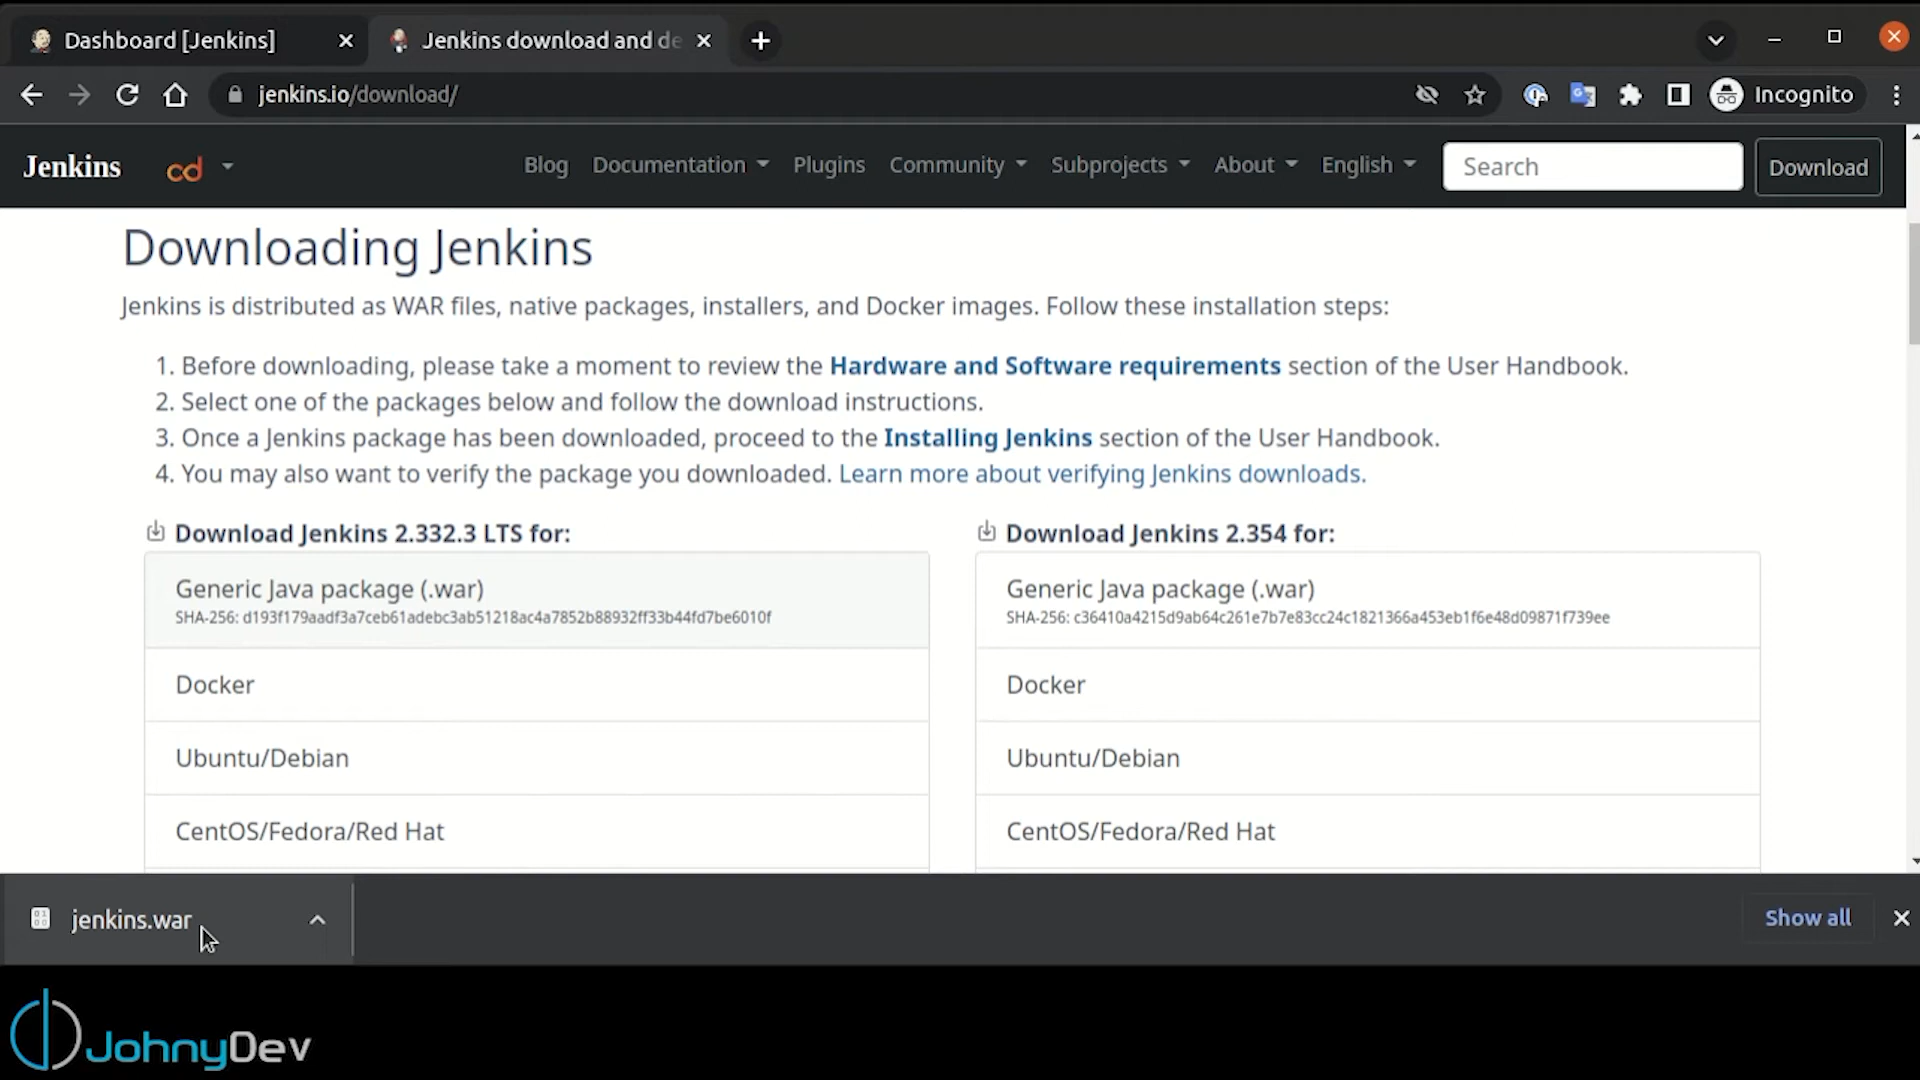 Dashboard [Jenkins]
Jenkins download and de
jenkins.io/download/
Incognito
Jenkins
cd
Blog
Documentation
Plugins
Community
Subprojects
About
English
Search
Download
Downloading Jenkins
Jenkins is distributed as WAR files, native packages, installers, and Docker images. Follow these installation steps:
1. Before downloading, please take a moment to review the Hardware and Software requirements section of the User Handbook.
2. Select one of the packages below and follow the download instructions.
3. Once a Jenkins package has been downloaded, proceed to the Installing Jenkins section of the User Handbook.
4. You may also want to verify the package you downloaded. Learn more about verifying Jenkins downloads.
Download Jenkins 2.332.3 LTS for:
Generic Java package (.war)
SHA-256: d193f179aadf3a7ceb61adebc3ab51218ac4a7852b88932ff33b44fd7be6010f
Docker
Ubuntu/Debian
CentOS/Fedora/Red Hat
Download Jenkins 2.354 for:
Generic Java package (.war)
SHA-256: c36410a4215d9ab64c261e7b7e83cc24c1821366a453eb1f6e48d09871f739ee
Docker
Ubuntu/Debian
CentOS/Fedora/Red Hat
jenkins.war
Show all
JohnyDev